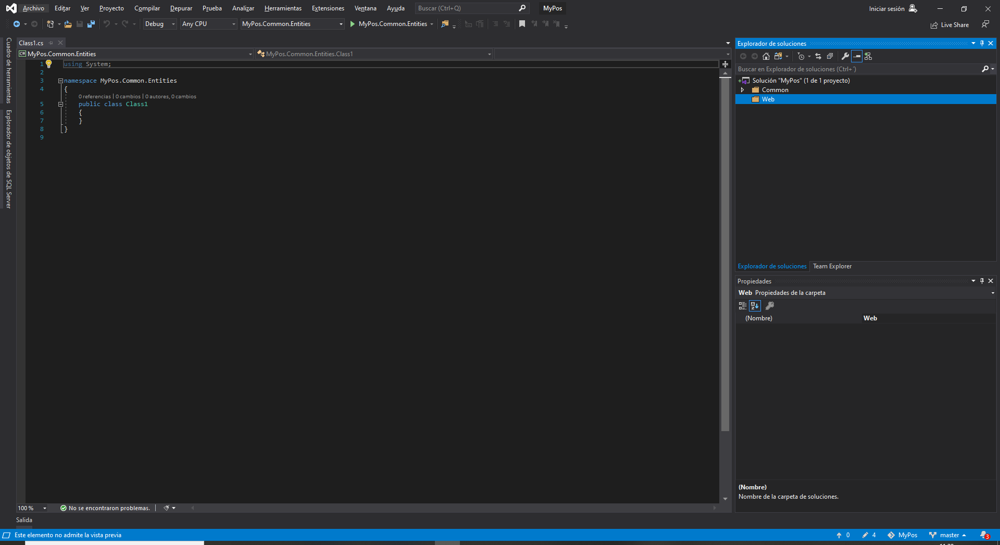 Archivo Editar Ver Proyecto Compilar Depurar Prueba Analizar Herramientas Extensiones Ventana Ayuda Buscar (Ctrl+Q) MyPos Iniciar sesión
Debug Any CPU MyPos.Common.Entities MyPos.Common.Entities Live Share
Cuadro de herramientas
Explorador de objetos de SQL Server
Class1.cs
MyPos.Common.Entities MyPos.Common.Entities.Class1
1 using System;
2
3 namespace MyPos.Common.Entities
4 {
0 referencias | 0 cambios | 0 autores, 0 cambios
5 public class Class1
6 {
7 }
8 }
9
100 % No se encontraron problemas.
Salida
Explorador de soluciones
Buscar en Explorador de soluciones (Ctrl+´)
Solución "MyPos" (1 de 1 proyecto)
Common
Web
Explorador de soluciones Team Explorer
Propiedades
Web Propiedades de la carpeta
(Nombre) Web
(Nombre)
Nombre de la carpeta de soluciones.
Este elemento no admite la vista previa 0 4 MyPos master 3